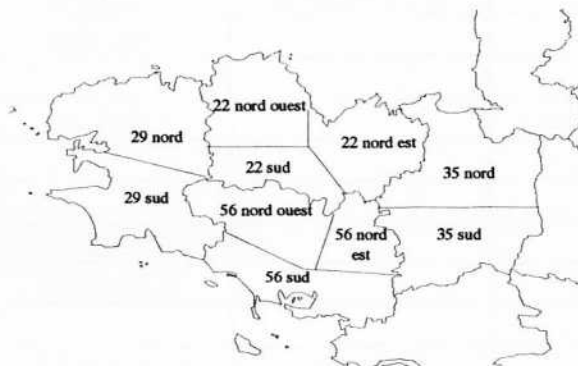 22 nord ouest
29 nord
22 nord est
22 sud
35 nord
29 sud
56 nord ouest
56 nord
est
35 sud
56 sud